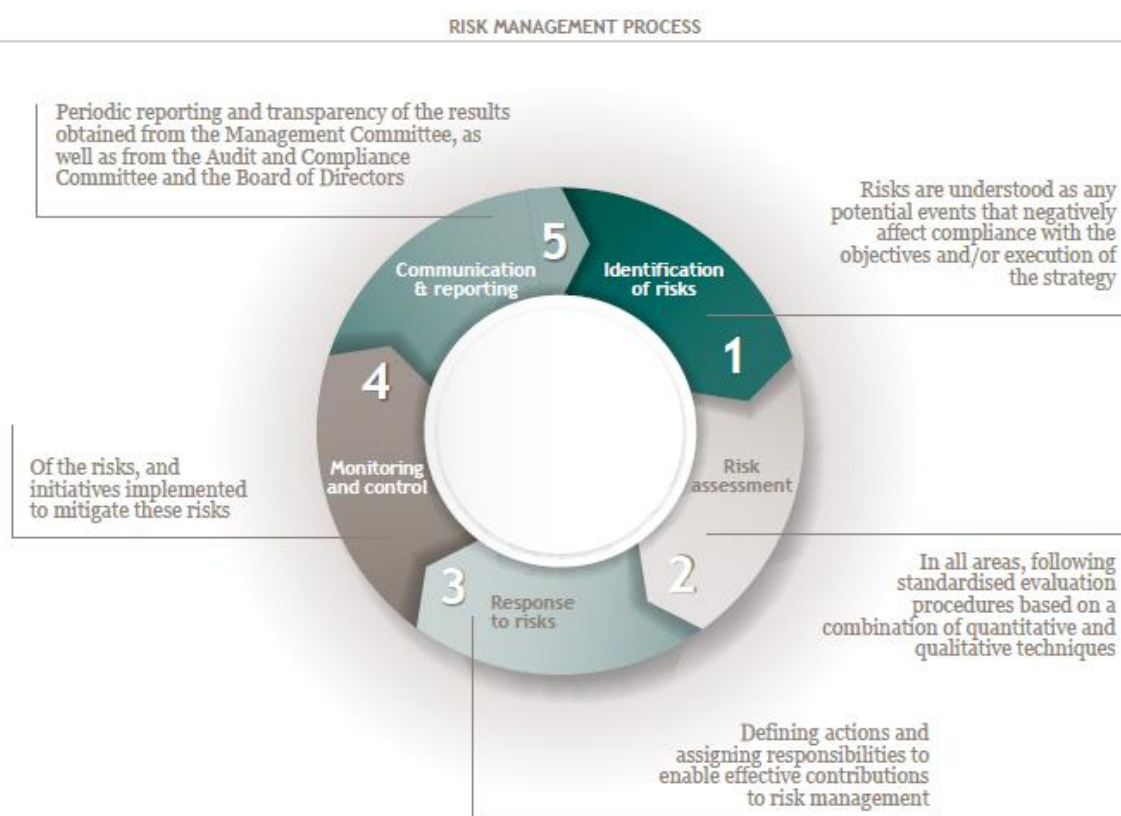 RISK MANAGEMENT PROCESS
Periodic reporting and transparency of the results
obtained from the Management Committee, as
well as from the Audit and Compliance
Committee and the Board of Directors
Risks are understood as any
potential events that negatively
affect compliance with the
objectives and/or execution of
the strategy
5
Communication
& reporting
Identification
of risks
1
4
Monitoring
and control
Of the risks, and
initiatives implemented
to mitigate these risks
Risk
assessment
2
3
Response
to risks
In all areas, following
standardised evaluation
procedures based on a
combination of quantitative and
qualitative techniques
Defining actions and
assigning responsibilities to
enable effective contributions
to risk management